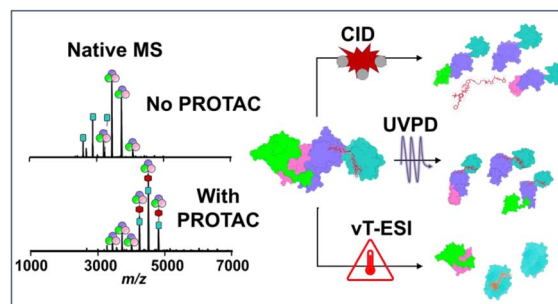 Native MS
No PROTAC
With
PROTAC
1000 3000 5000 7000
m/z
CID
UVPD
vT-ESI